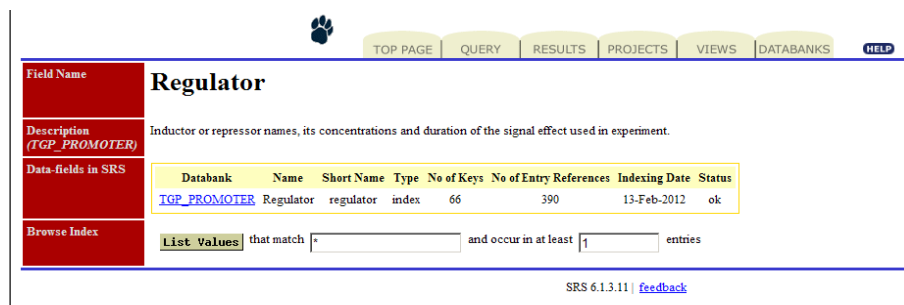 TOP PAGE QUERY RESULTS PROJECTS VIEWS DATABANKS HELP
Field Name
Regulator
Description
(TGP_PROMOTER)
Inductor or repressor names, its concentrations and duration of the signal effect used in experiment.
Data-fields in SRS
Databank Name Short Name Type No of Keys No of Entry References Indexing Date Status
TGP_PROMOTER Regulator regulator index 66 390 13-Feb-2012 ok
Browse Index
List Values that match * and occur in at least 1 entries
SRS 6.1.3.11 | feedback